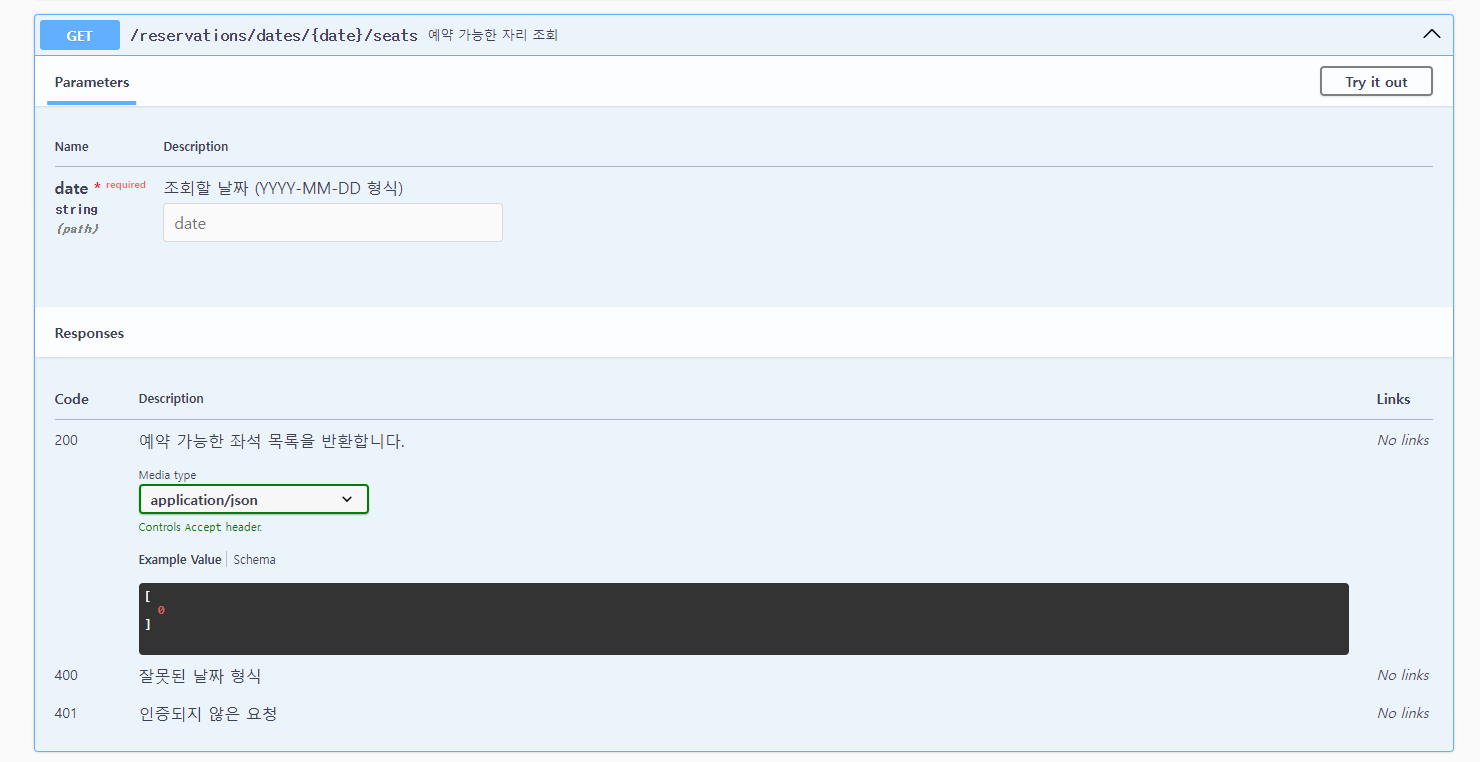 GET /reservations/dates/{date}/seats 예약 가능한 자리 조회
Parameters Try it out
Name Description
date * required 조회할 날짜 (YYYY-MM-DD 형식)
string date
(path)
Responses
Code Description Links
200 예약 가능한 좌석 목록을 반환합니다. No links
Media type
application/json
Controls Accept header.
Example Value Schema
[
0
]
400 잘못된 날짜 형식 No links
401 인증되지 않은 요청 No links